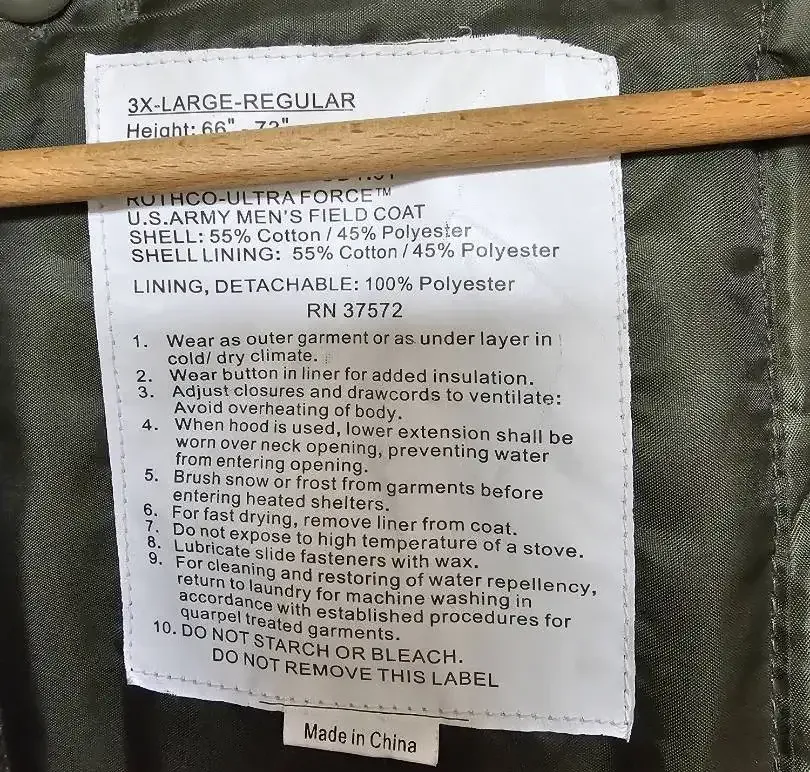 3X-LARGE-REGULAR
Height: 66" - 72"
ROTHCO-ULTRA FORCE™
U.S.ARMY MEN'S FIELD COAT
SHELL: 55% Cotton / 45% Polyester
SHELL LINING: 55% Cotton / 45% Polyester
LINING, DETACHABLE: 100% Polyester
RN 37572
1. Wear as outer garment or as under layer in
cold/ dry climate.
2. Wear button in liner for added insulation.
3. Adjust closures and drawcords to ventilate:
Avoid overheating of body.
4. When hood is used, lower extension shall be
worn over neck opening, preventing water
from entering opening.
5. Brush snow or frost from garments before
entering heated shelters.
6. For fast drying, remove liner from coat.
7. Do not expose to high temperature of a stove.
8. Lubricate slide fasteners with wax.
9. For cleaning and restoring of water repellency,
return to laundry for machine washing in
accordance with established procedures for
quarpel treated garments.
10. DO NOT STARCH OR BLEACH.
DO NOT REMOVE THIS LABEL
Made in China